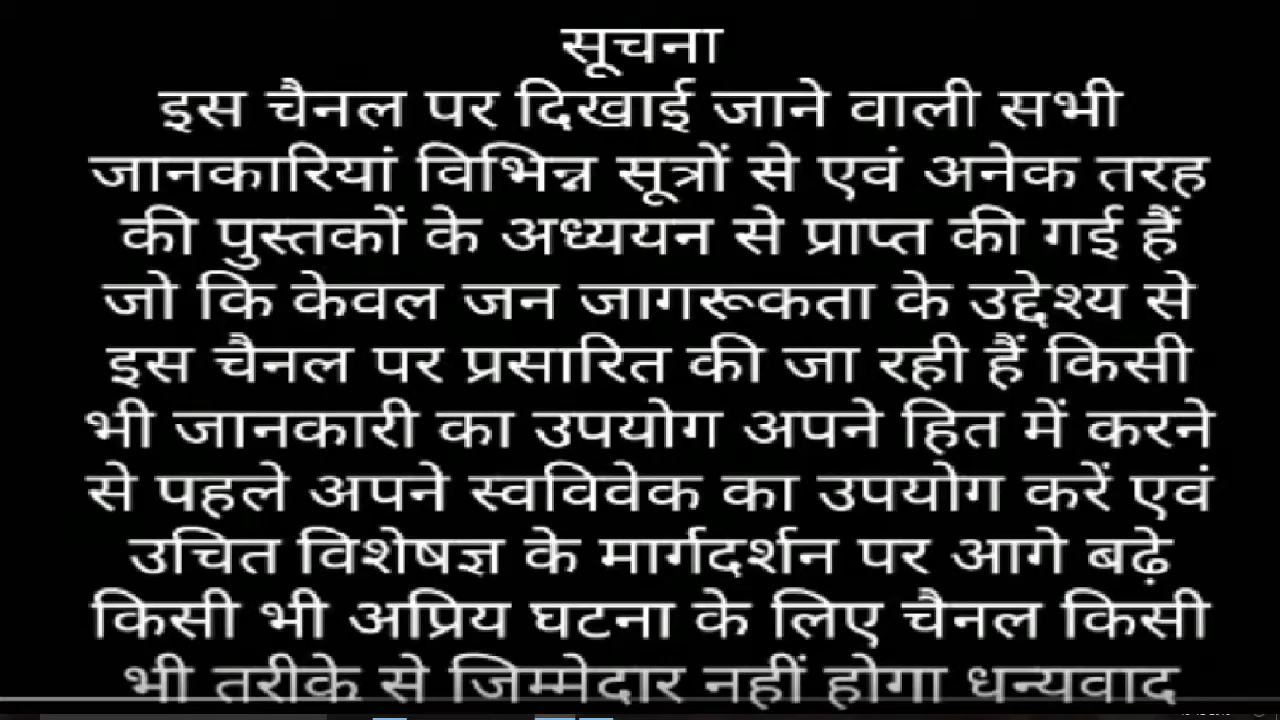 सूचना
इस चैनल पर दिखाई जाने वाली सभी
जानकारियां विभिन्न सूत्रों से एवं अनेक तरह
की पुस्तकों के अध्ययन से प्राप्त की गई हैं
जो कि केवल जन जागरूकता के उद्देश्य से
इस चैनल पर प्रसारित की जा रही हैं किसी
भी जानकारी का उपयोग अपने हित में करने
से पहले अपने स्वविवेक का उपयोग करें एवं
उचित विशेषज्ञ के मार्गदर्शन पर आगे बढ़े
किसी भी अप्रिय घटना के लिए चैनल किसी
भी तरीके से जिम्मेदार नहीं होगा धन्यवाद